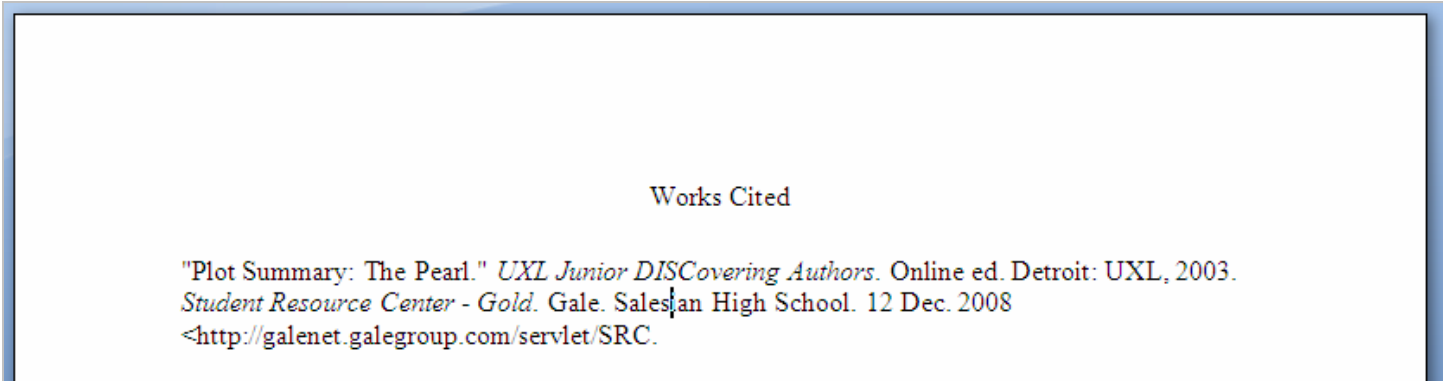 Works Cited
"Plot Summary: The Pearl." UXL Junior DISCovering Authors. Online ed. Detroit: UXL, 2003.
Student Resource Center - Gold. Gale. Salesian High School. 12 Dec. 2008
<http://galenet.galegroup.com/servlet/SRC.